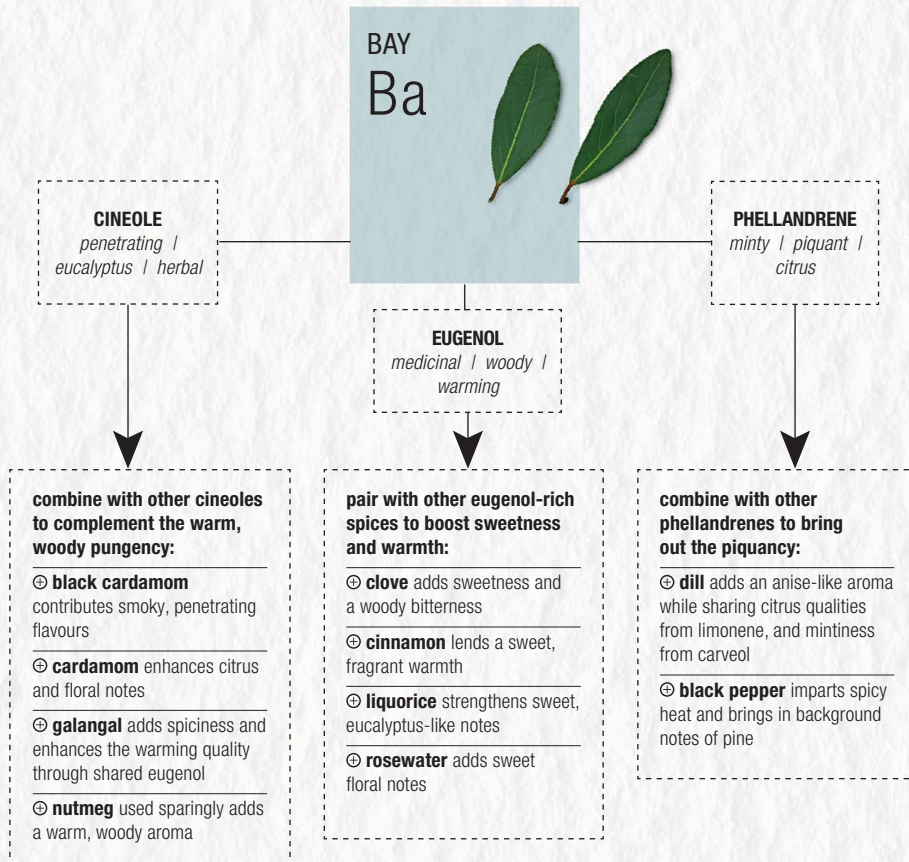 BAY
Ba
CINEOLE
penetrating |
eucalyptus | herbal
EUGENOL
medicinal | woody |
warming
PHELLANDRENE
minty | piquant |
citrus
combine with other cineoles
to complement the warm,
woody pungency:
⊕ black cardamom
contributes smoky, penetrating
flavours
⊕ cardamom enhances citrus
and floral notes
⊕ galangal adds spiciness and
enhances the warming quality
through shared eugenol
⊕ nutmeg used sparingly adds
a warm, woody aroma
pair with other eugenol-rich
spices to boost sweetness
and warmth:
⊕ clove adds sweetness and
a woody bitterness
⊕ cinnamon lends a sweet,
fragrant warmth
⊕ liquorice strengthens sweet,
eucalyptus-like notes
⊕ rosewater adds sweet
floral notes
combine with other
phellandrenes to bring
out the piquancy:
⊕ dill adds an anise-like aroma
while sharing citrus qualities
from limonene, and mintiness
from carveol
⊕ black pepper imparts spicy
heat and brings in background
notes of pine